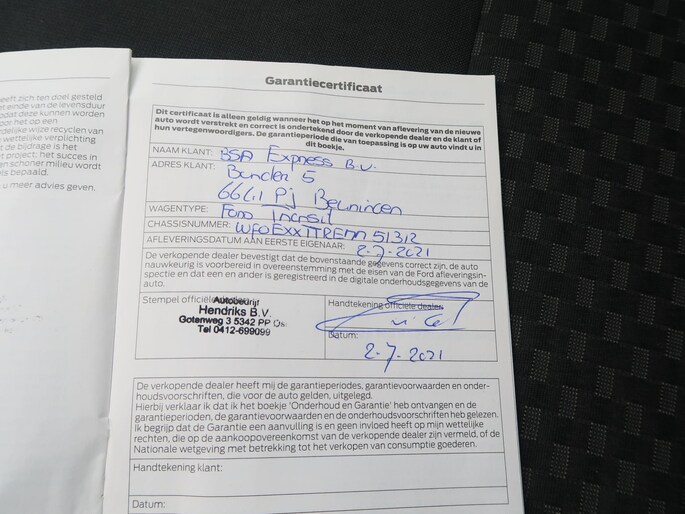 eeft zich ten doel gesteld
t einde van de levensduur
dat deze kunnen worden
oor het op een
delijke wijze recyclen van
wettelijke verplichting
de bijdrage is het
project, het succes in
en schoner milieu wordt
ls bepaald.
u meer advies geven.
Garantiecertificaat
Dit certificaat is alleen geldig wanneer het op het moment van aflevering van de nieuwe
auto wordt verstrekt en correct is ondertekend door de verkopende dealer en de klant of
hun vertegenwoordigers. De garantieperiode die van toepassing is op uw auto vindt u in
dit boekje.
NAAM KLANT: BSA Express B.V.
ADRES KLANT: Bunder 5
6641 Pj Beuningen
WAGENTYPE: Ford Transit
CHASSISNUMMER: WF0EXXTTRE 51312
AFLEVERINGSDATUM AAN EERSTE EIGENAAR: 2-7-2021
De verkopende dealer bevestigt dat de bovenstaande gegevens correct zijn, de auto
nauwkeurig is voorbereid in overeenstemming met de eisen van de Ford afleveringsin-
spectie en dat een en ander is geregistreerd in de digitale onderhoudsgegevens van de
auto.
Stempel officiële
Autobedrijf
Hendriks B.V.
Gotenweg 3 5342 PP Os
Tel 0412-699099
Handtekening officiële dealer
Datum:
2-7-2021
De verkopende dealer heeft mij de garantieperiodes, garantievoorwaarden en onder-
houdsvoorschriften, die voor de auto gelden, uitgelegd.
Hierbij verklaar ik dat ik het boekje 'Onderhoud en Garantie' heb ontvangen en de
garantieperioden, de garantievoorwaarden en de onderhoudsvoorschriften heb gelezen.
Ik begrijp dat de Garantie een aanvulling is en geen invloed heeft op mijn wettelijke
rechten, die op de aankoopovereenkomst van de verkopende dealer zijn vermeld, of de
Nationale wetgeving met betrekking tot het verkopen van consumptie goederen.
Handtekening klant:
Datum: